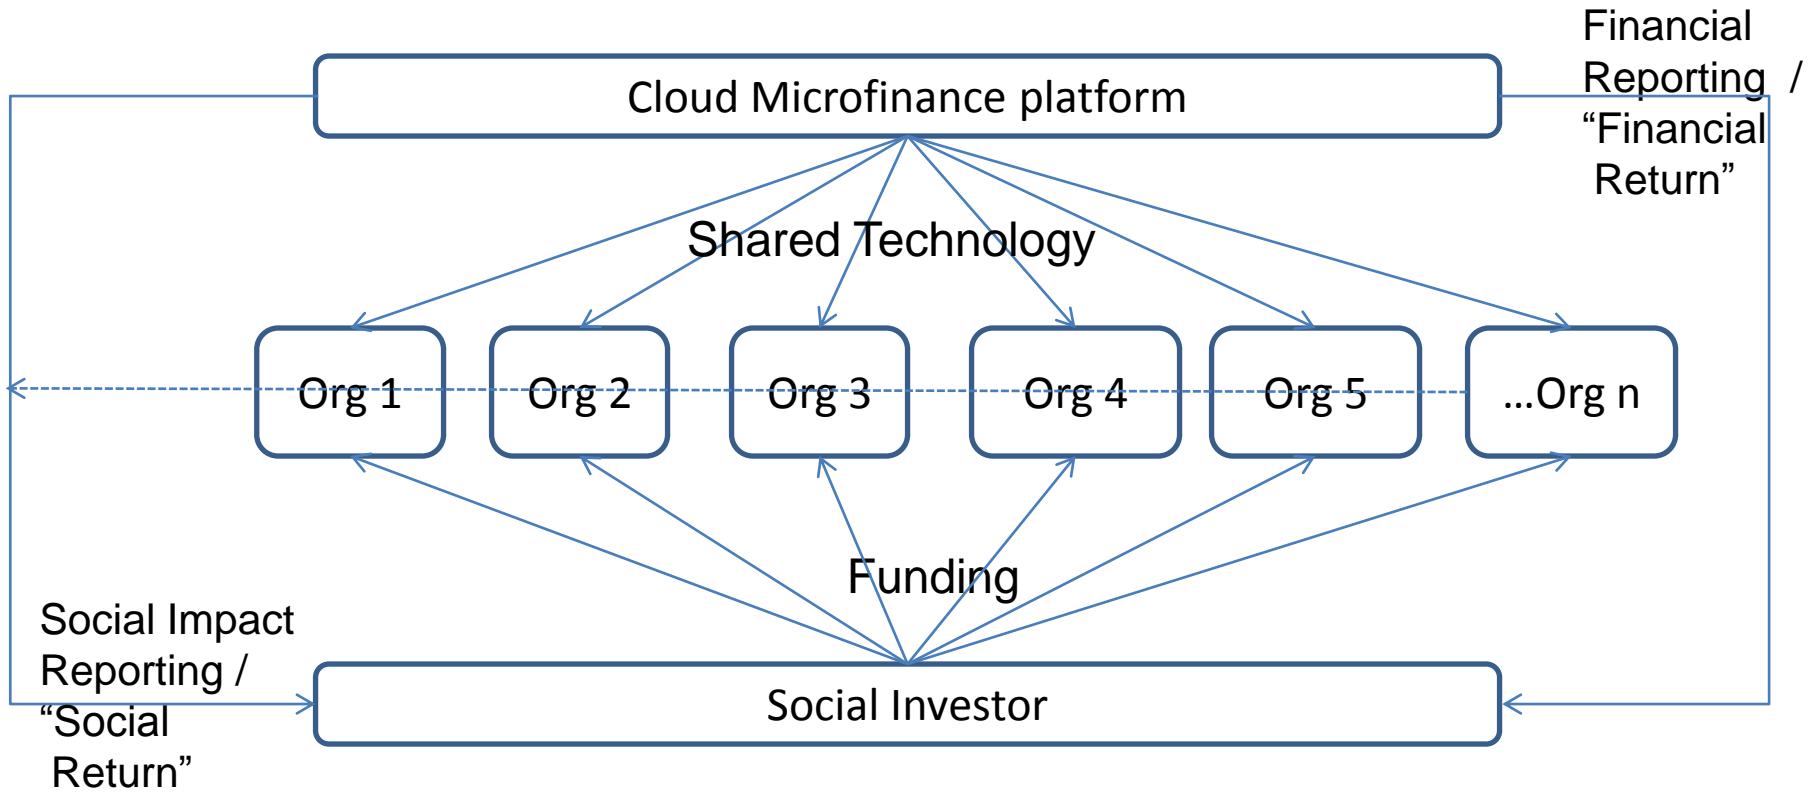 Financial
Reporting /
“Financial
Return”
Cloud Microfinance platform
Shared Technology
Org 1
Org 2
Org 3
Org 4
Org 5
...Org n
Funding
Social Impact
Reporting /
“Social
Return”
Social Investor